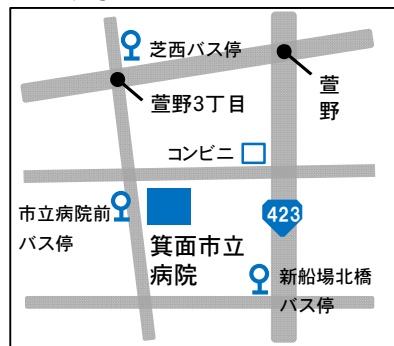 芝西バス停
萱野3丁目
萱
野
コンビニ
市立病院前
バス停
箕面市立
病院
423
新船場北橋
バス停